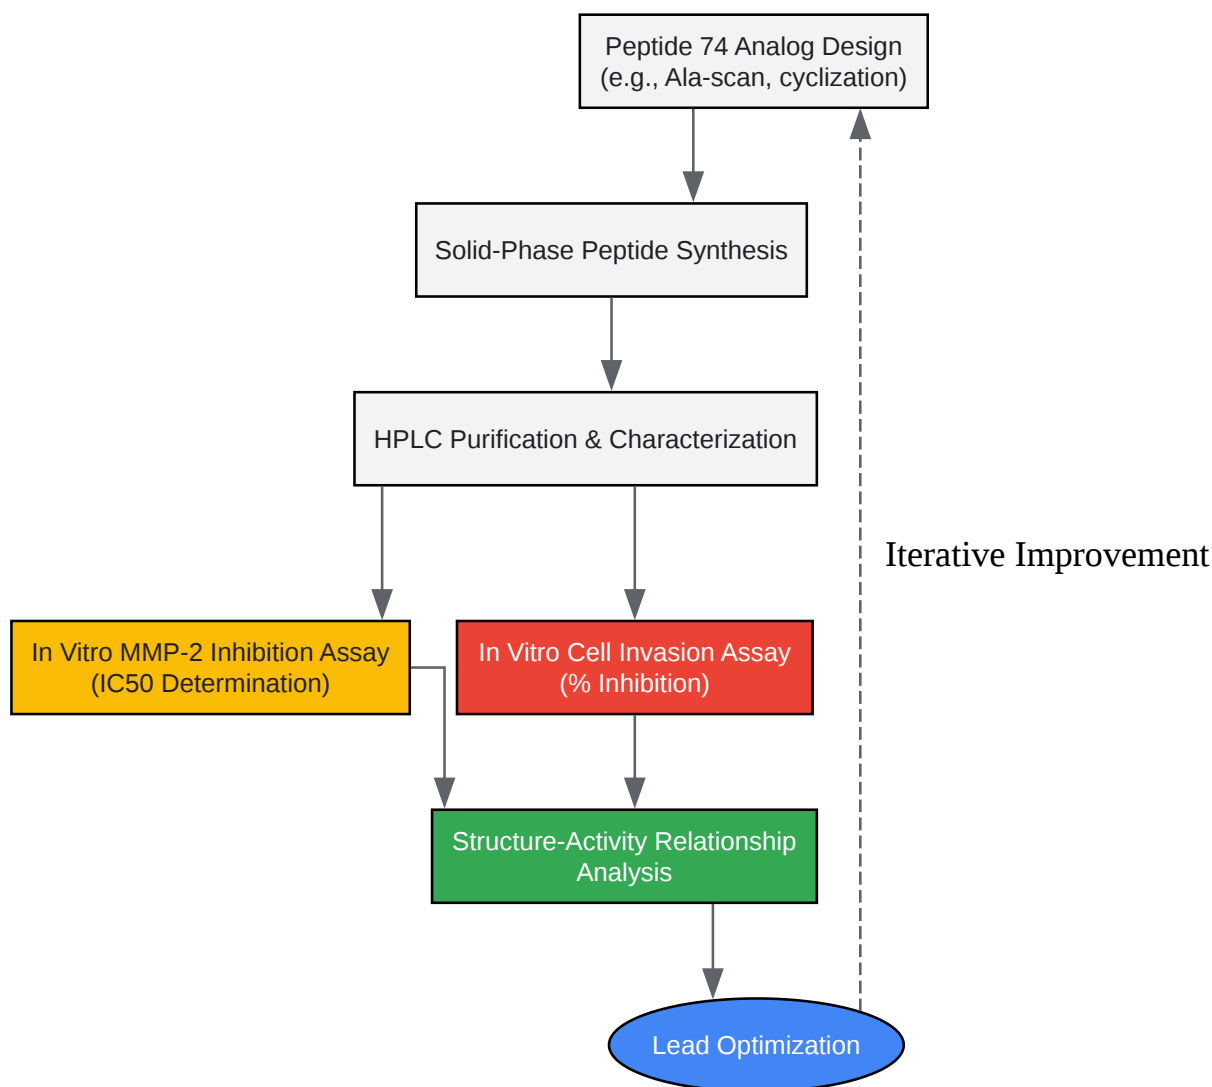 Peptide 74 Analog Design
(e.g., Ala-scan, cyclization)
Solid-Phase Peptide Synthesis
HPLC Purification & Characterization
Iterative Improvement
In Vitro MMP-2 Inhibition Assay
(IC50 Determination)
In Vitro Cell Invasion Assay
(% Inhibition)
Structure-Activity Relationship
Analysis
Lead Optimization